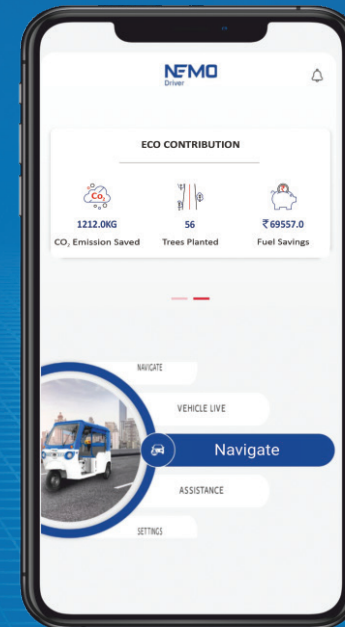 NEMO
Driver
ECO CONTRIBUTION
CO₂
1212.0KG
56
₹69557.0
CO₂ Emission Saved
Trees Planted
Fuel Savings
NAVIGATE
VEHICLE LIVE
Navigate
ASSISTANCE
SETTINGS